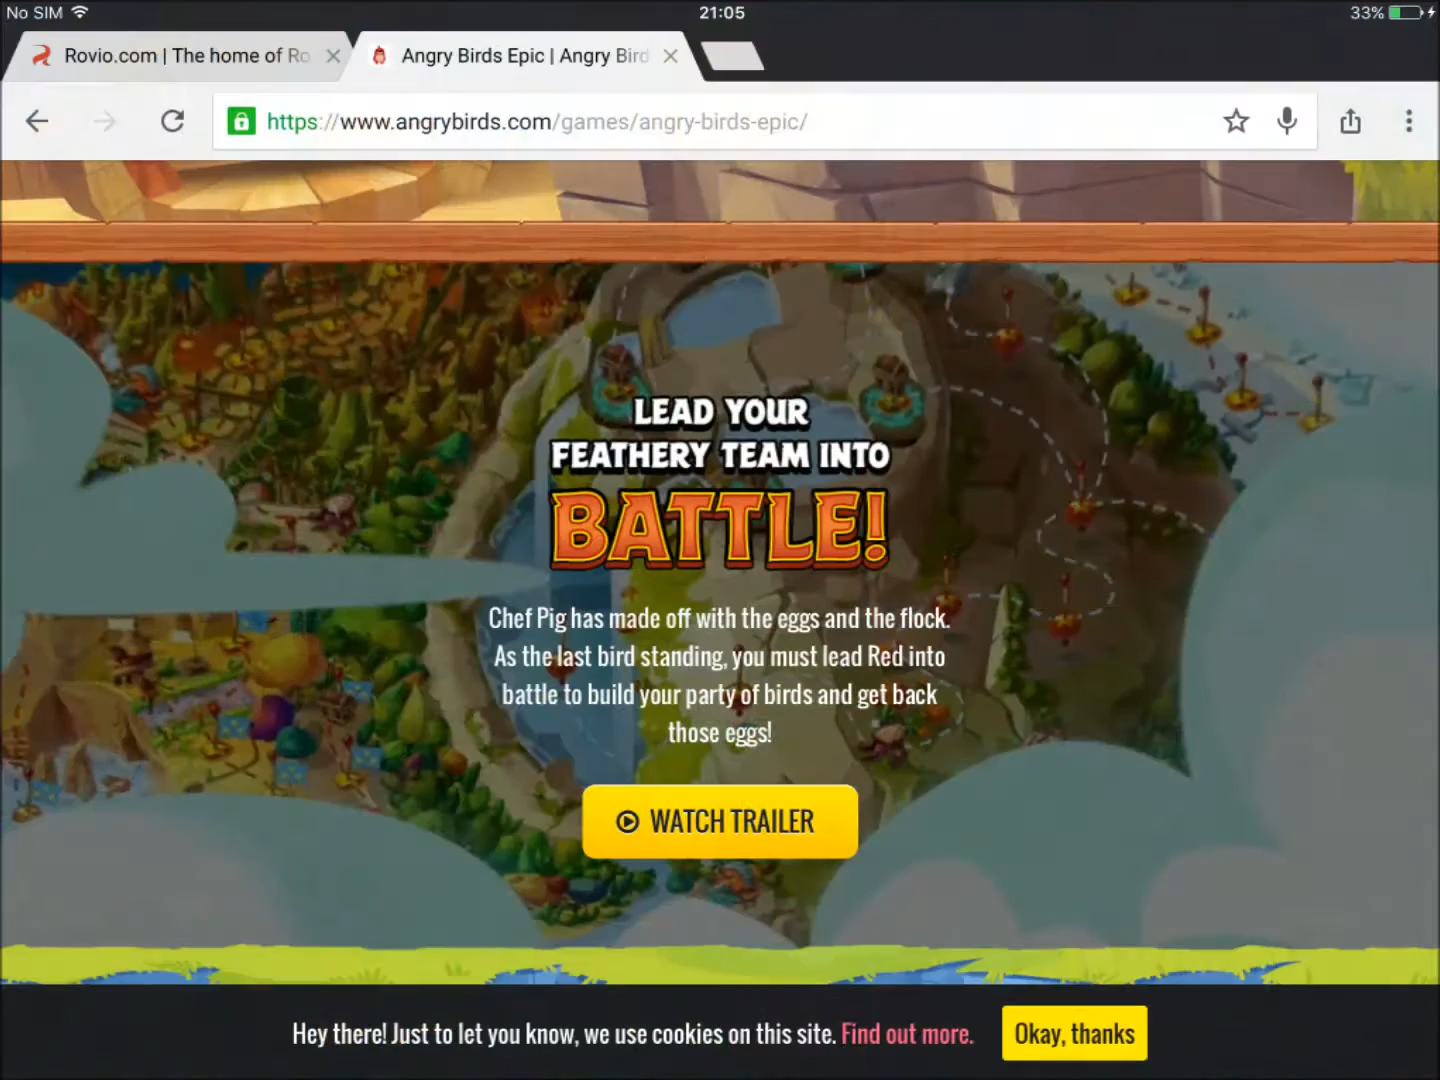 No SIM
21:05
33%
Rovio.com | The home of Ro
Angry Birds Epic | Angry Bird
https://www.angrybirds.com/games/angry-birds-epic/
LEAD YOUR
FEATHERY TEAM INTO
BATTLE!
Chef Pig has made off with the eggs and the flock.
As the last bird standing, you must lead Red into
battle to build your party of birds and get back
those eggs!
WATCH TRAILER
Hey there! Just to let you know, we use cookies on this site. Find out more.
Okay, thanks